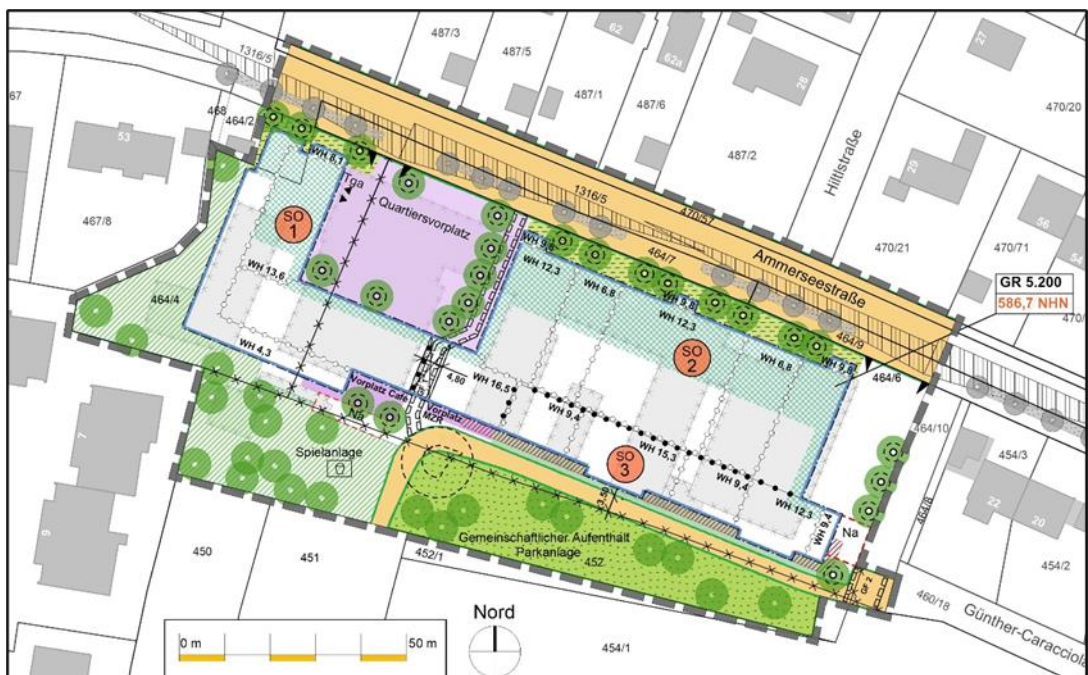 487/3
487/5
62
62a
487/1
487/6
28
487/2
27
470/20
1316/5
468
464/2
67
53
467/8
Hiltlstraße
29
56
54
470/21
470/71
WH 6,1
Tga
Quartiersvorplatz
SO
1
1316/5
470/57
464/7
Ammerseestraße
WH 9,6
WH 12,3
WH 6,8
WH 9,8
WH 12,3
464/9
GR 5.200
586,7 NHN
WH 13,6
464/4
SO
2
WH 6,8
WH 9,8
464/6
WH 4,3
4,80
WH 16,5
WH 9,4
WH 15,3
WH 9,4
WH 12,3
WH 9,4
464/10
454/3
464/8
22
20
454/2
Vorplatz Café
Vorplatz
MZR
Na
SO
3
3,50
Na
7
9
Spielanlage
Gemeinschaftlicher Aufenthalt
Parkanlage
452
450
451
452/1
GF 2
460/18
Günther-Caracciola
0 m
50 m
Nord
454/1